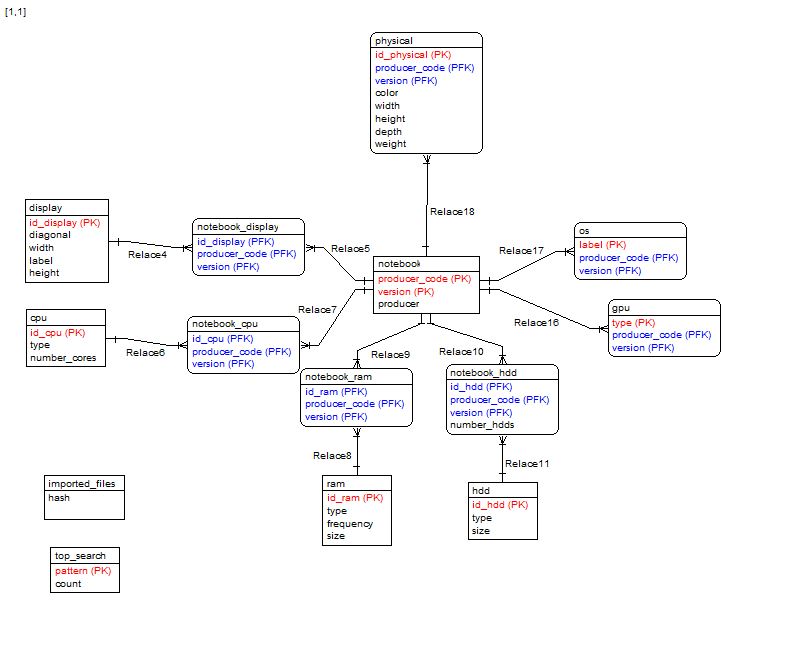 [1,1]
physical
id_physical (PK)
producer_code (PFK)
version (PFK)
color
width
height
depth
weight
Relace18
display
id_display (PK)
diagonal
width
label
height
Relace4
notebook_display
id_display (PFK)
producer_code (PFK)
version (PFK)
Relace5
notebook
producer_code (PK)
version (PK)
producer
Relace17
os
label (PK)
producer_code (PFK)
version (PFK)
cpu
id_cpu (PK)
type
number_cores
Relace6
notebook_cpu
id_cpu (PFK)
producer_code (PFK)
version (PFK)
Relace7
Relace16
gpu
type (PK)
producer_code (PFK)
version (PFK)
Relace9
Relace10
notebook_ram
id_ram (PFK)
producer_code (PFK)
version (PFK)
notebook_hdd
id_hdd (PFK)
producer_code (PFK)
version (PFK)
number_hdds
Relace8
Relace11
imported_files
hash
ram
id_ram (PK)
type
frequency
size
hdd
id_hdd (PK)
type
size
top_search
pattern (PK)
count